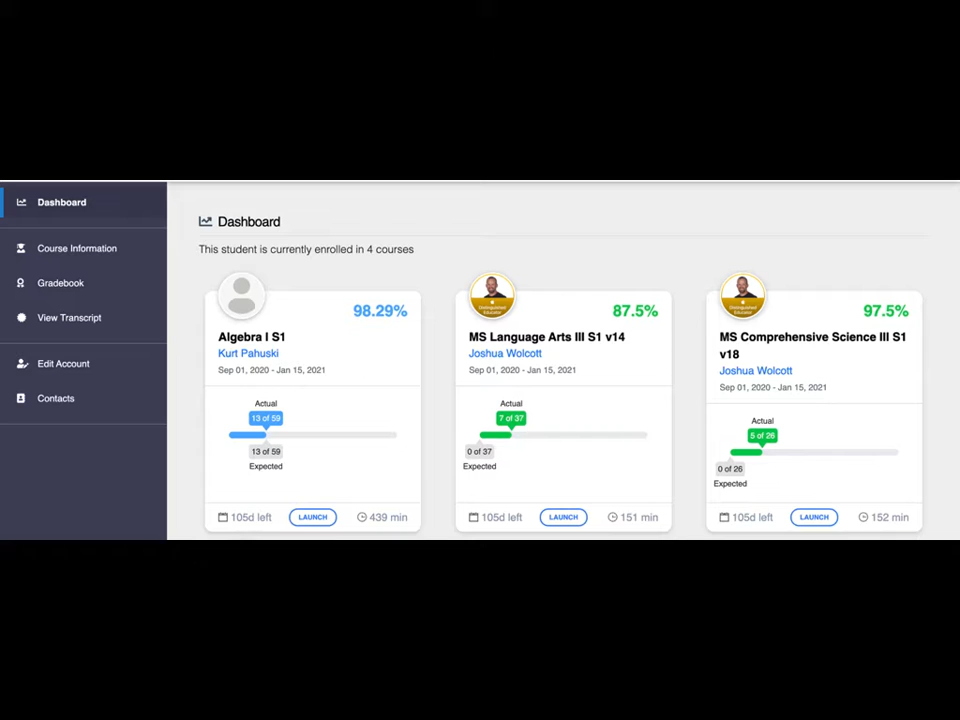 Dashboard
Course Information
Gradebook
View Transcript
Edit Account
Contacts
Dashboard
This student is currently enrolled in 4 courses
98.29%
Algebra I S1
Kurt Pahuski
Sep 01, 2020 - Jan 15, 2021
Actual
13 of 59
13 of 59
Expected
105d left
LAUNCH
439 min
Distinguished
Educator
87.5%
MS Language Arts III S1 v14
Joshua Wolcott
Sep 01, 2020 - Jan 15, 2021
Actual
7 of 37
0 of 37
Expected
105d left
LAUNCH
151 min
Distinguished
Educator
97.5%
MS Comprehensive Science III S1
v18
Joshua Wolcott
Sep 01, 2020 - Jan 15, 2021
Actual
5 of 26
0 of 26
Expected
105d left
LAUNCH
152 min